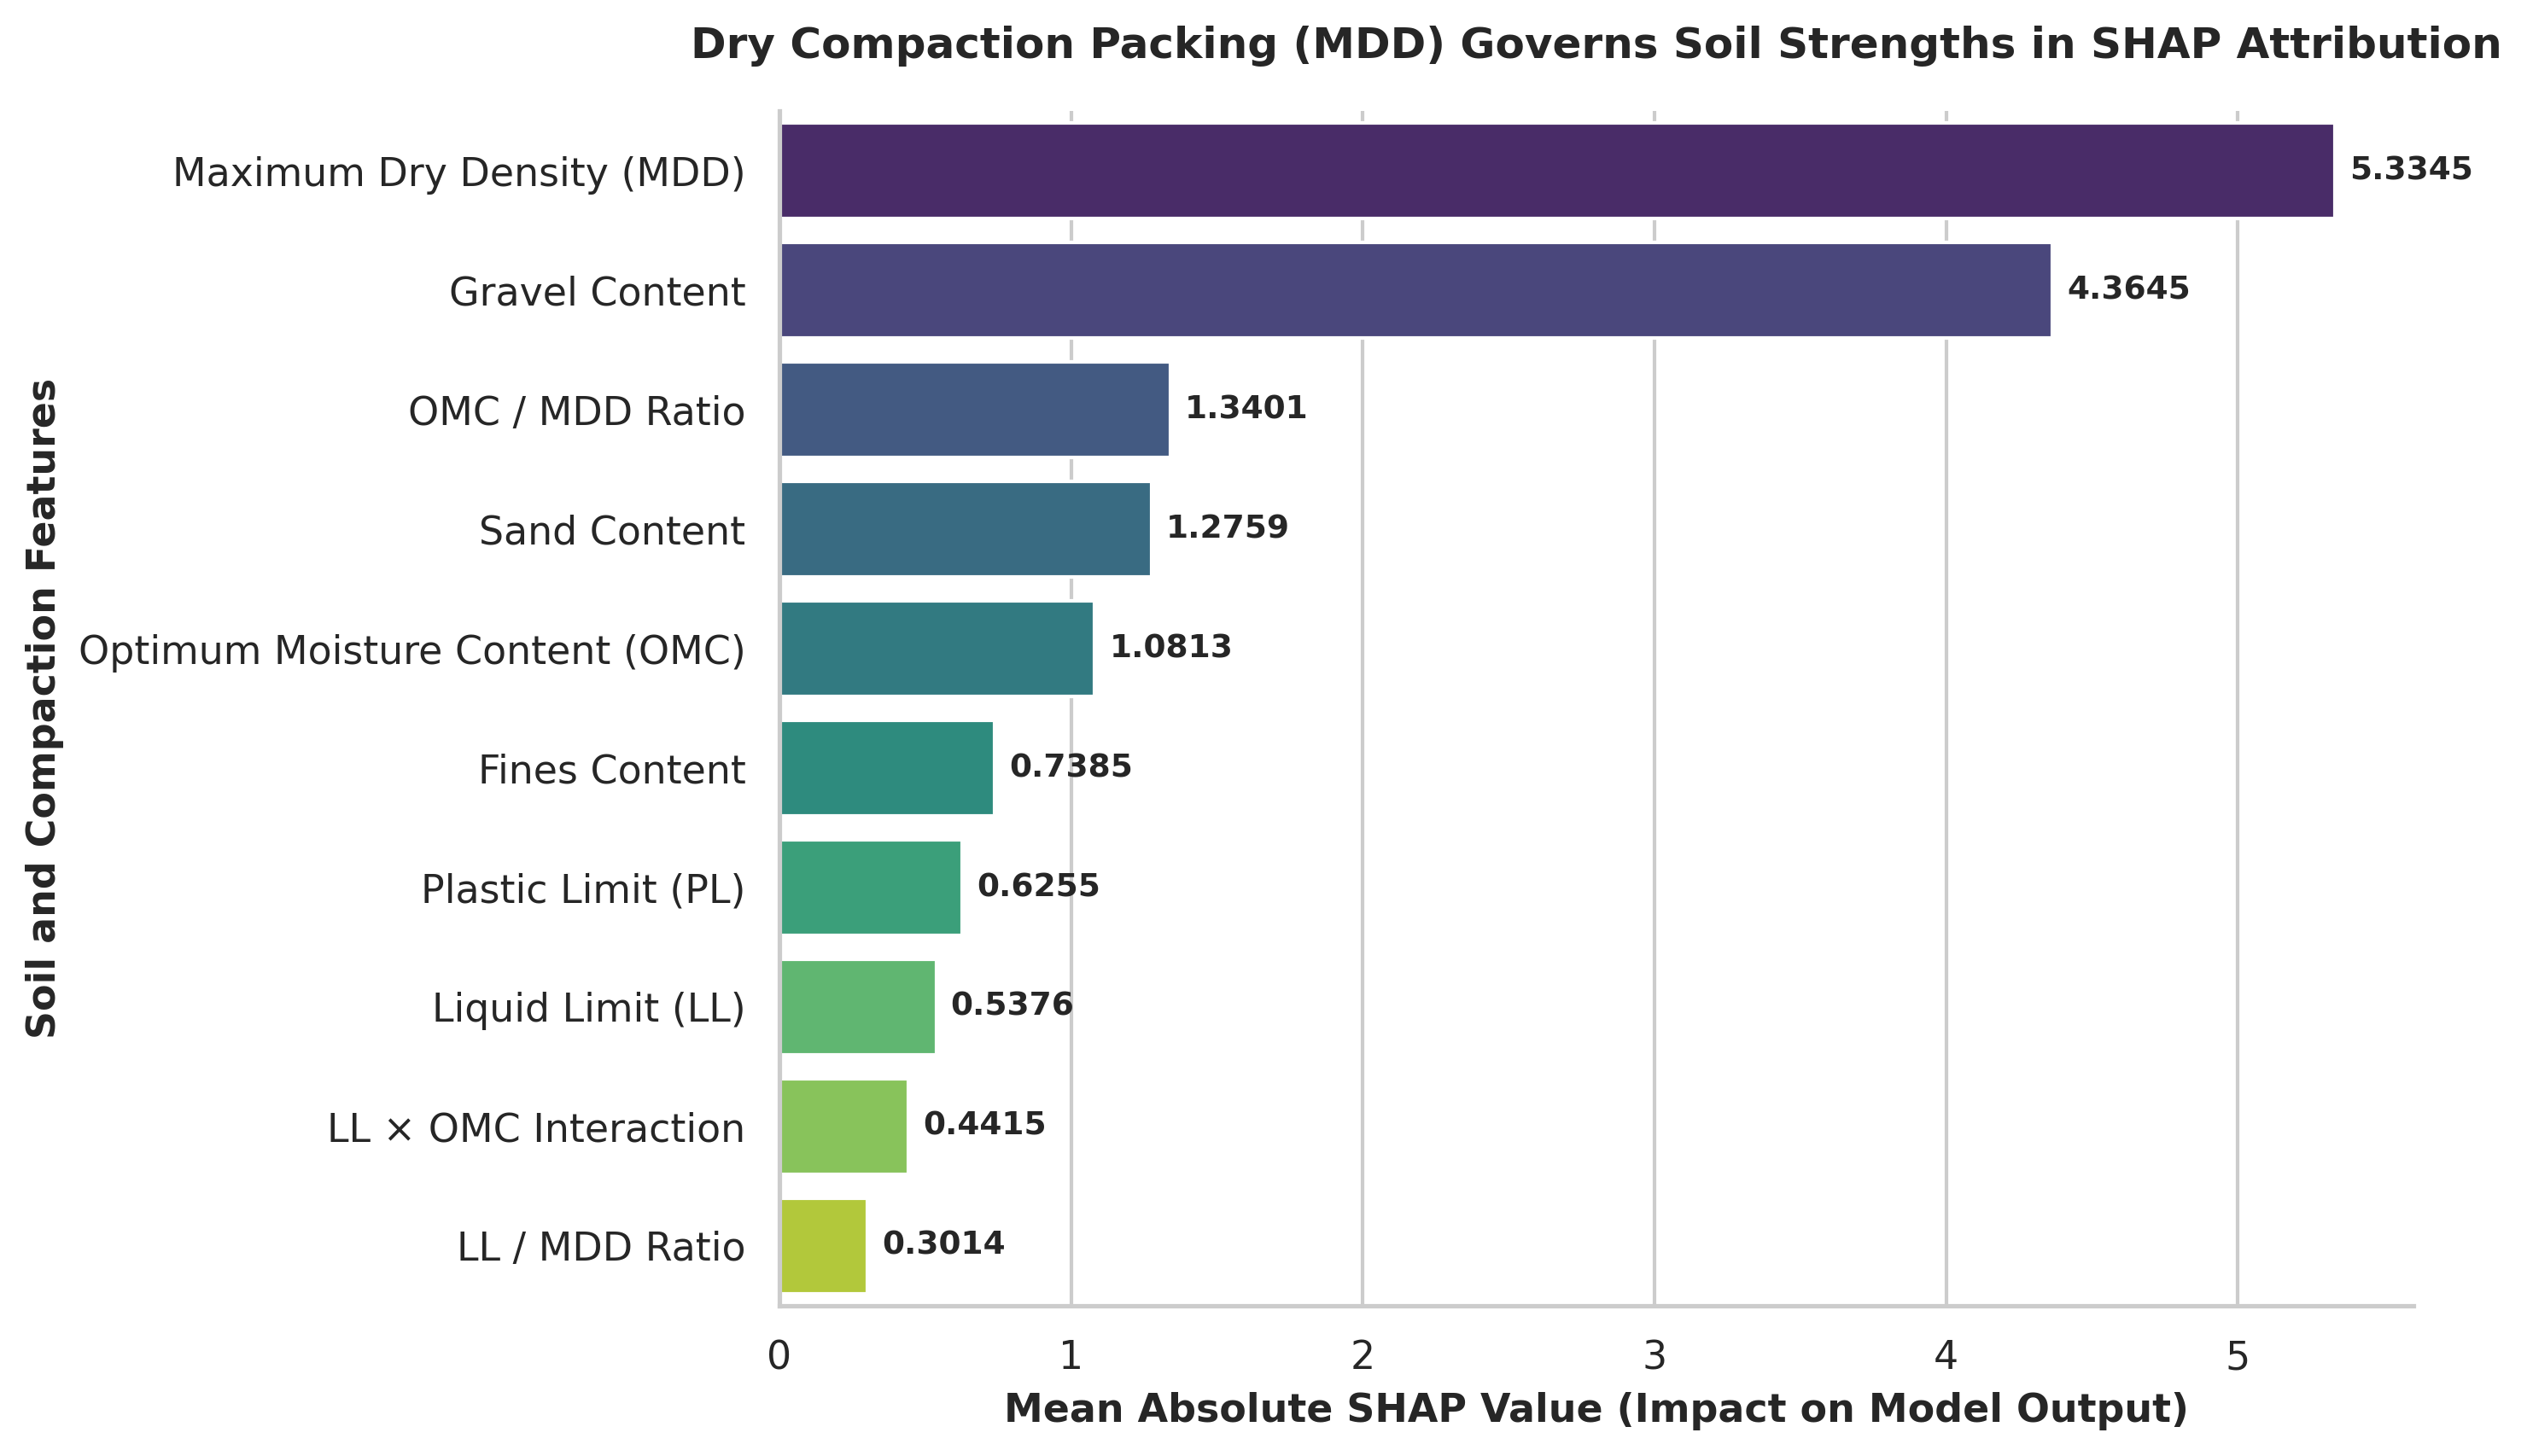 Dry Compaction Packing (MDD) Governs Soil Strengths in SHAP Attribution
Soil and Compaction Features
Maximum Dry Density (MDD)
5.3345
Gravel Content
4.3645
OMC / MDD Ratio
1.3401
Sand Content
1.2759
Optimum Moisture Content (OMC)
1.0813
Fines Content
0.7385
Plastic Limit (PL)
0.6255
Liquid Limit (LL)
0.5376
LL × OMC Interaction
0.4415
LL / MDD Ratio
0.3014
0 1 2 3 4 5
Mean Absolute SHAP Value (Impact on Model Output)